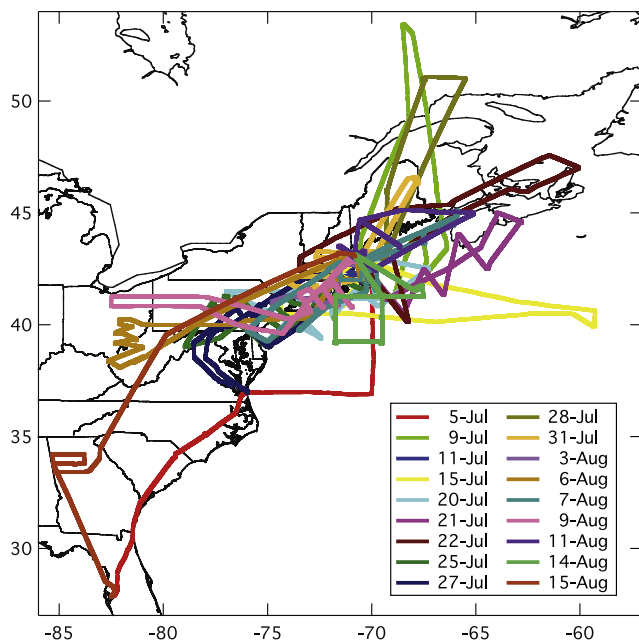 50
45
40
35
30
-85 -80 -75 -70 -65 -60
5-Jul 28-Jul
9-Jul 31-Jul
11-Jul 3-Aug
15-Jul 6-Aug
20-Jul 7-Aug
21-Jul 9-Aug
22-Jul 11-Aug
25-Jul 14-Aug
27-Jul 15-Aug